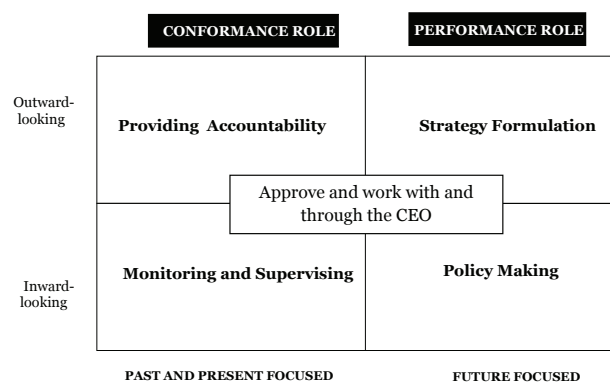 CONFORMANCE ROLE
PERFORMANCE ROLE
Outward-
looking
Providing Accountability
Strategy Formulation
Approve and work with and
through the CEO
Inward-
looking
Monitoring and Supervising
Policy Making
PAST AND PRESENT FOCUSED
FUTURE FOCUSED